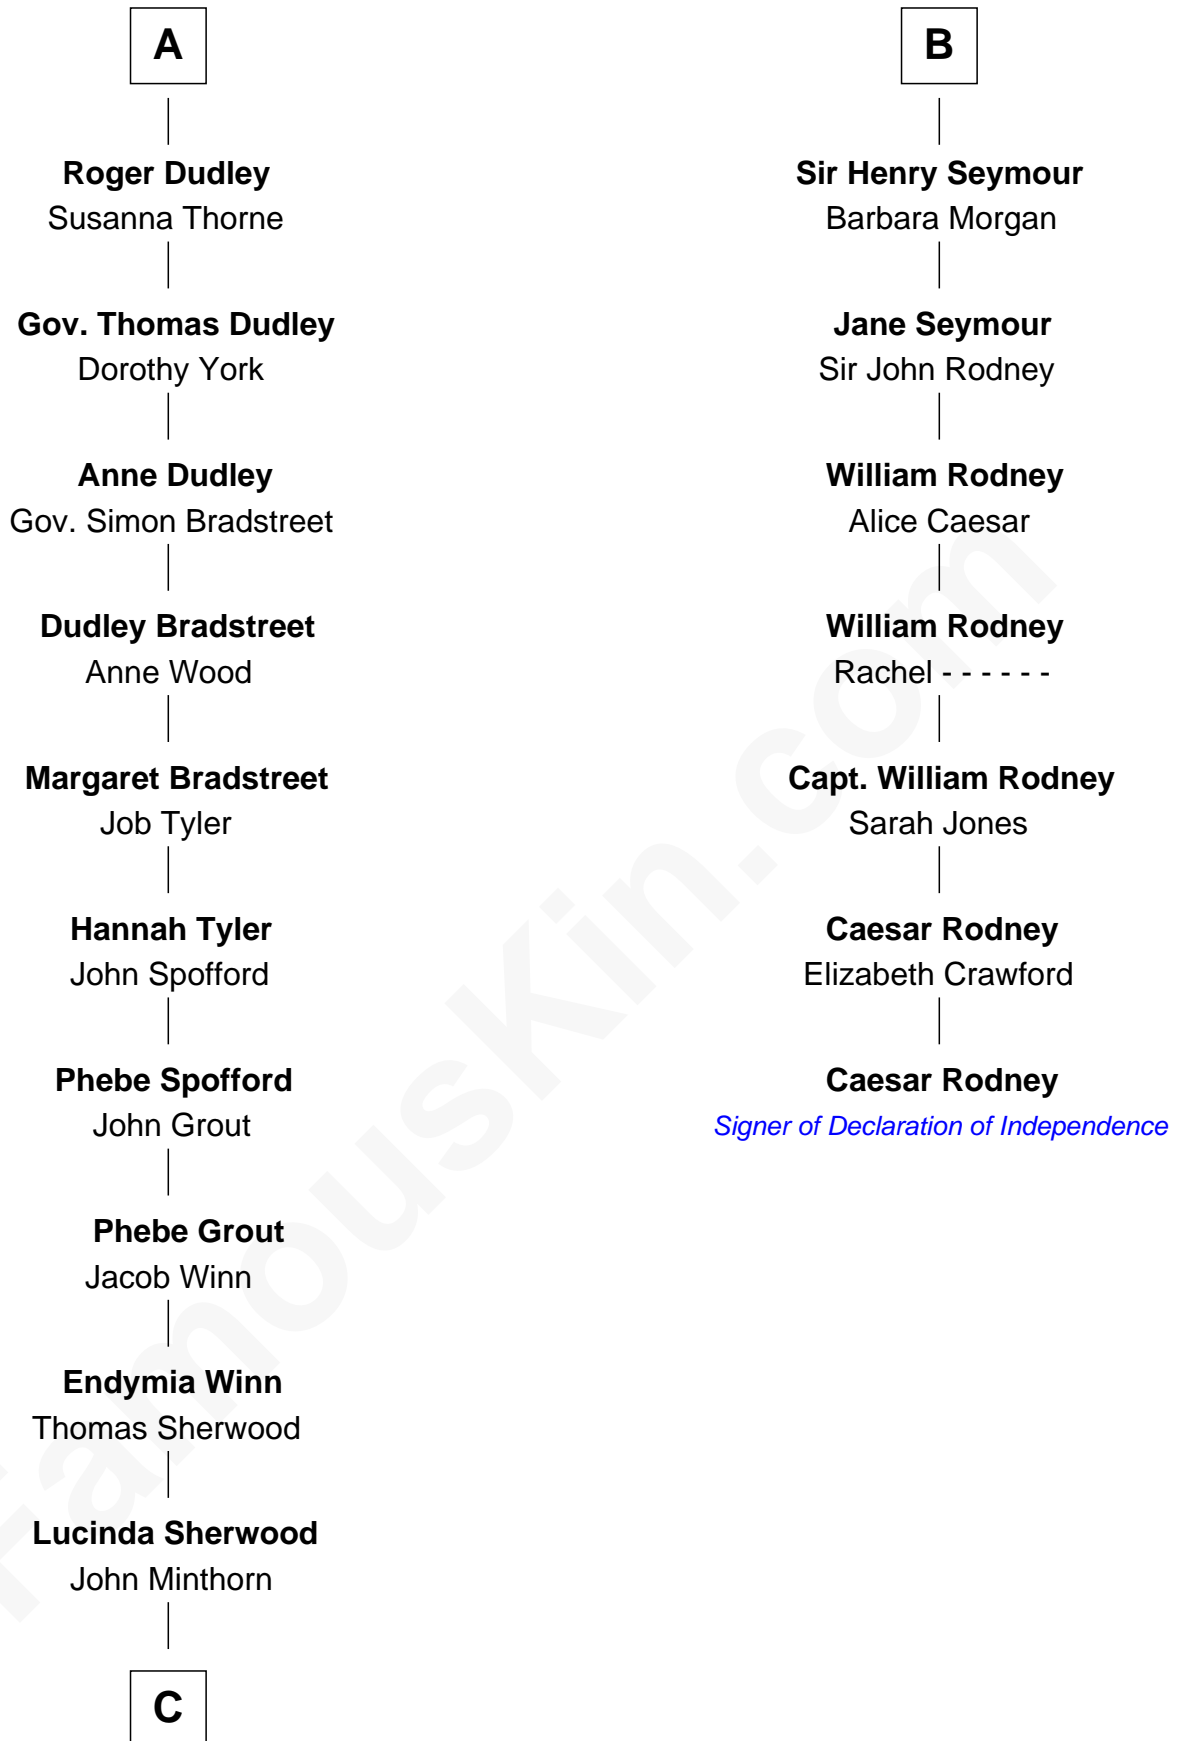 A
Roger Dudley
Susanna Thorne
Gov. Thomas Dudley
Dorothy York
Anne Dudley
Gov. Simon Bradstreet
Dudley Bradstreet
Anne Wood
Margaret Bradstreet
Job Tyler
Hannah Tyler
John Spofford
Phebe Spofford
John Grout
Phebe Grout
Jacob Winn
Endymia Winn
Thomas Sherwood
Lucinda Sherwood
John Minthorn
C
B
Sir Henry Seymour
Barbara Morgan
Jane Seymour
Sir John Rodney
William Rodney
Alice Caesar
William Rodney
Rachel - - - - - -
Capt. William Rodney
Sarah Jones
Caesar Rodney
Elizabeth Crawford
Caesar Rodney
Signer of Declaration of Independence
FamousKin.com